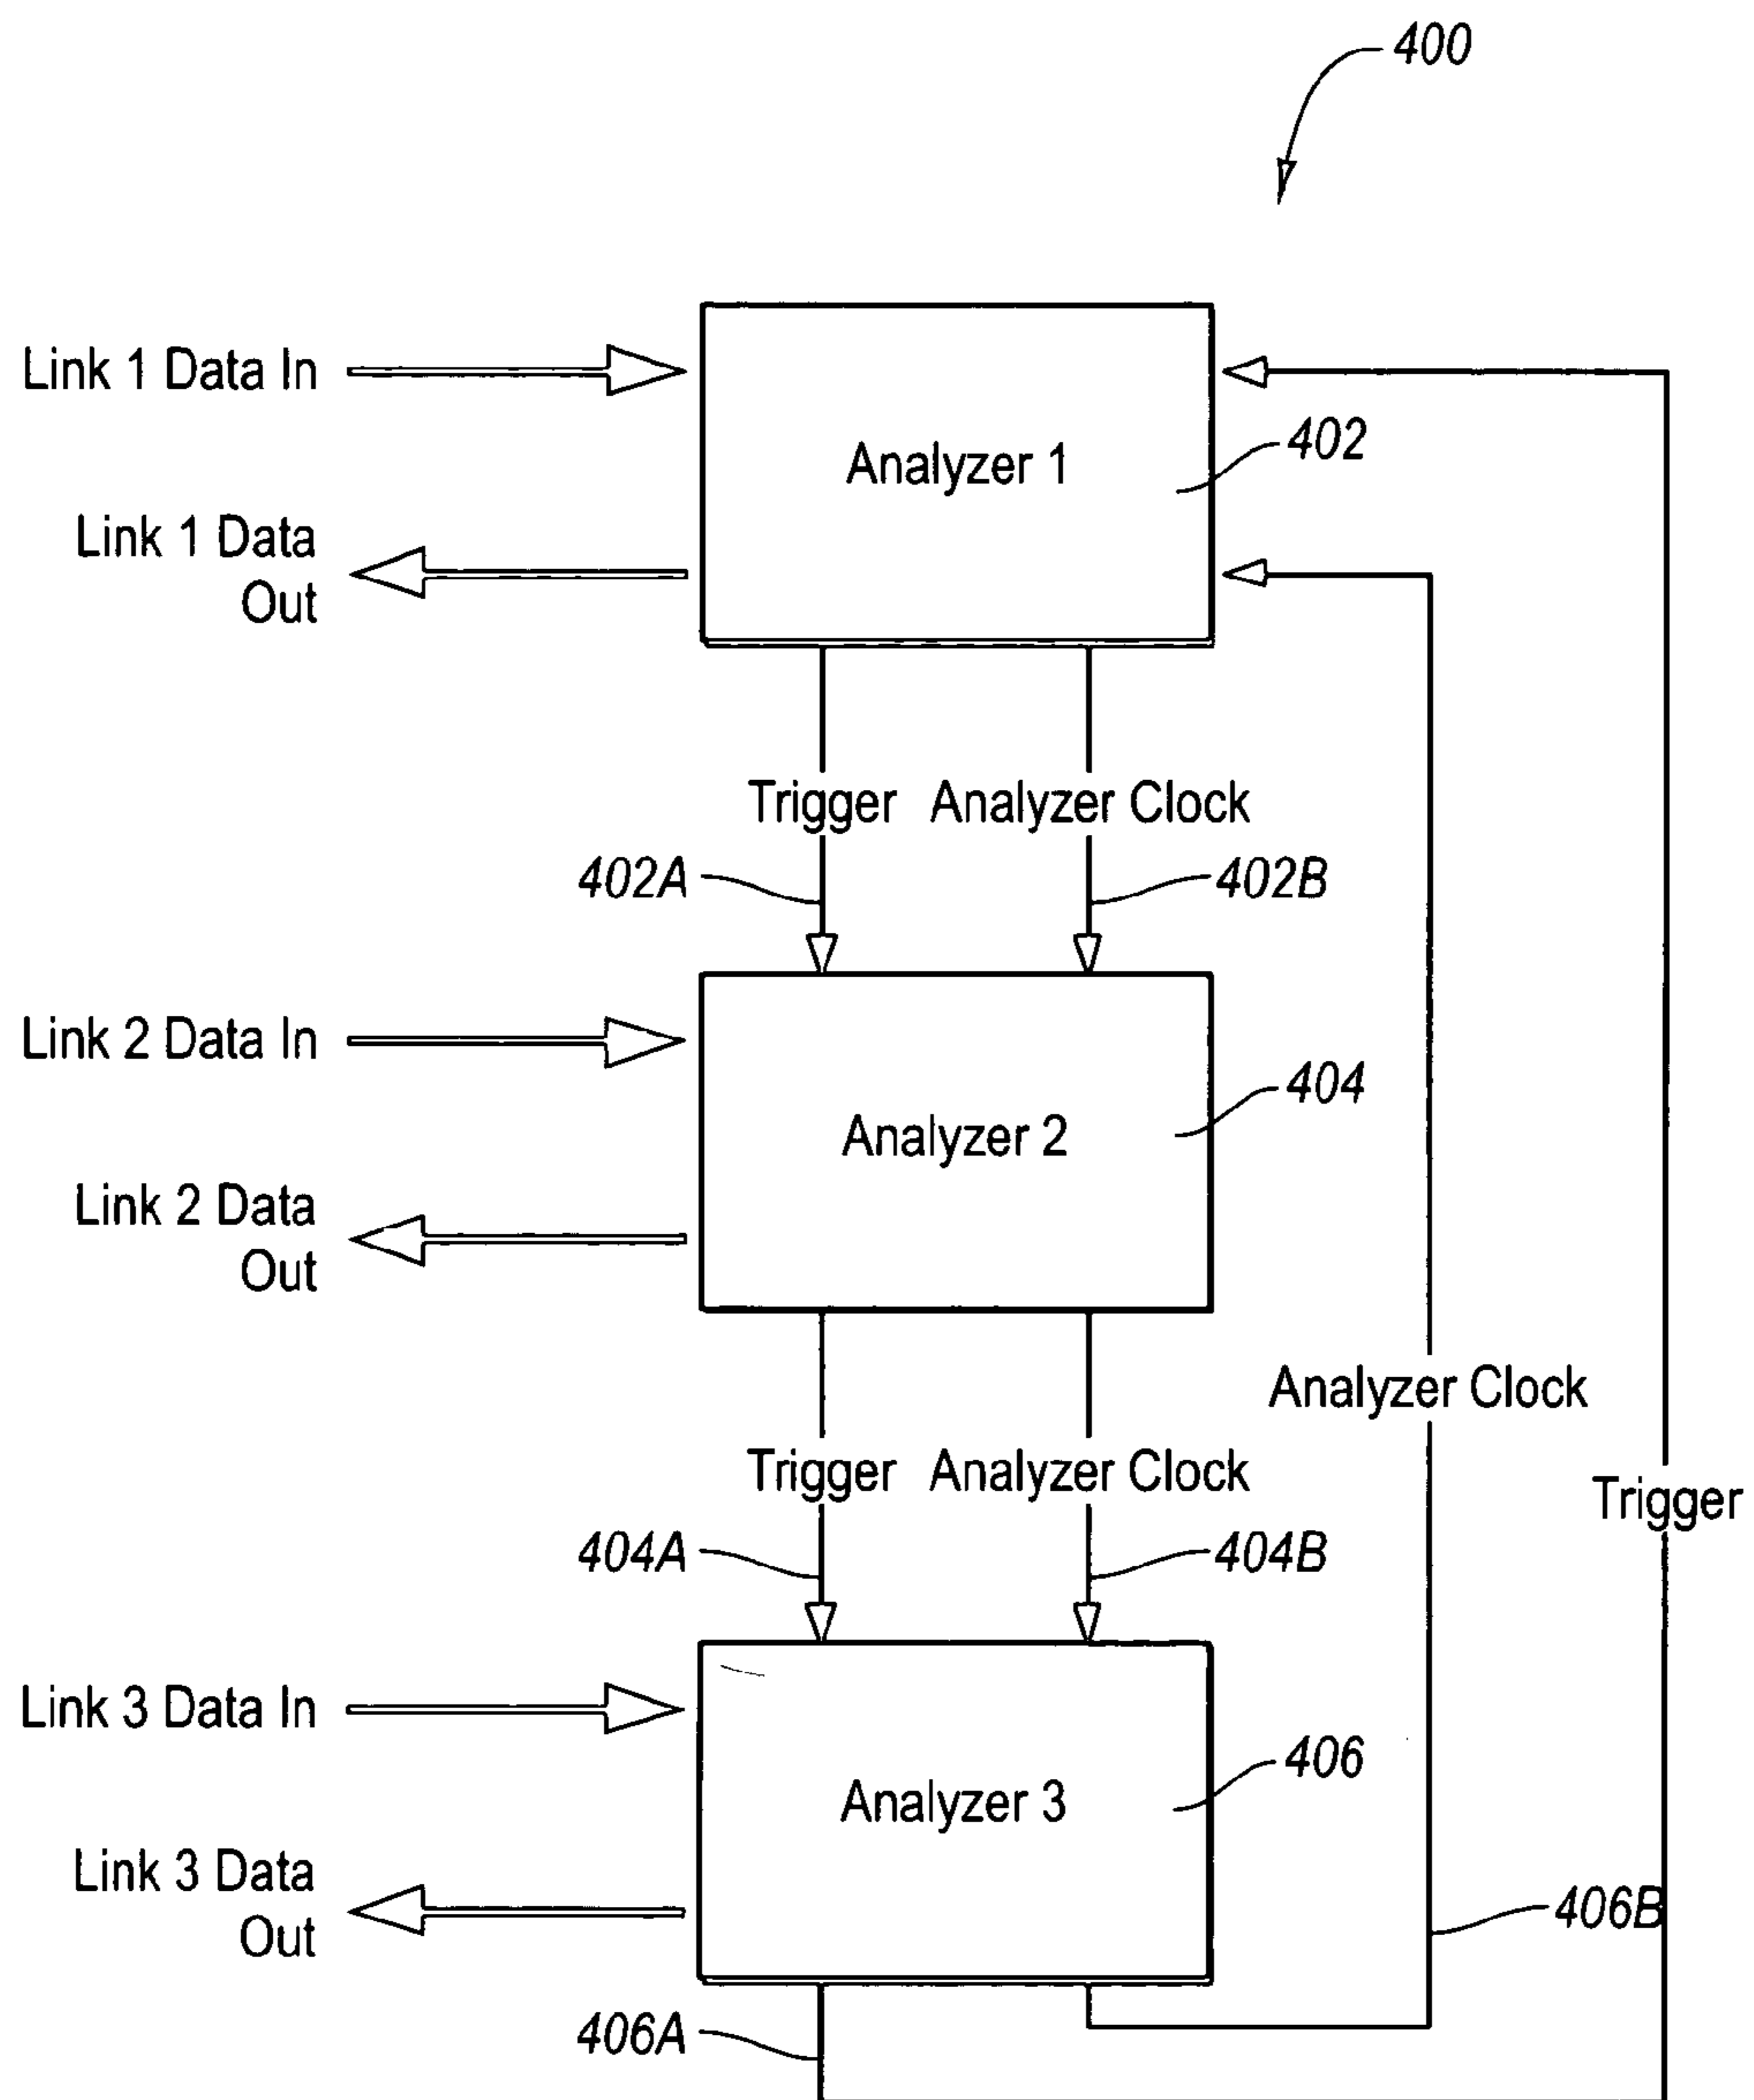 400
Link 1 Data In
Analyzer 1
402
Link 1 Data
Out
Trigger
Analyzer Clock
402A
402B
Link 2 Data In
Analyzer 2
404
Link 2 Data
Out
Analyzer Clock
Trigger
Analyzer Clock
Trigger
404A
404B
Link 3 Data In
Analyzer 3
406
Link 3 Data
Out
406B
406A